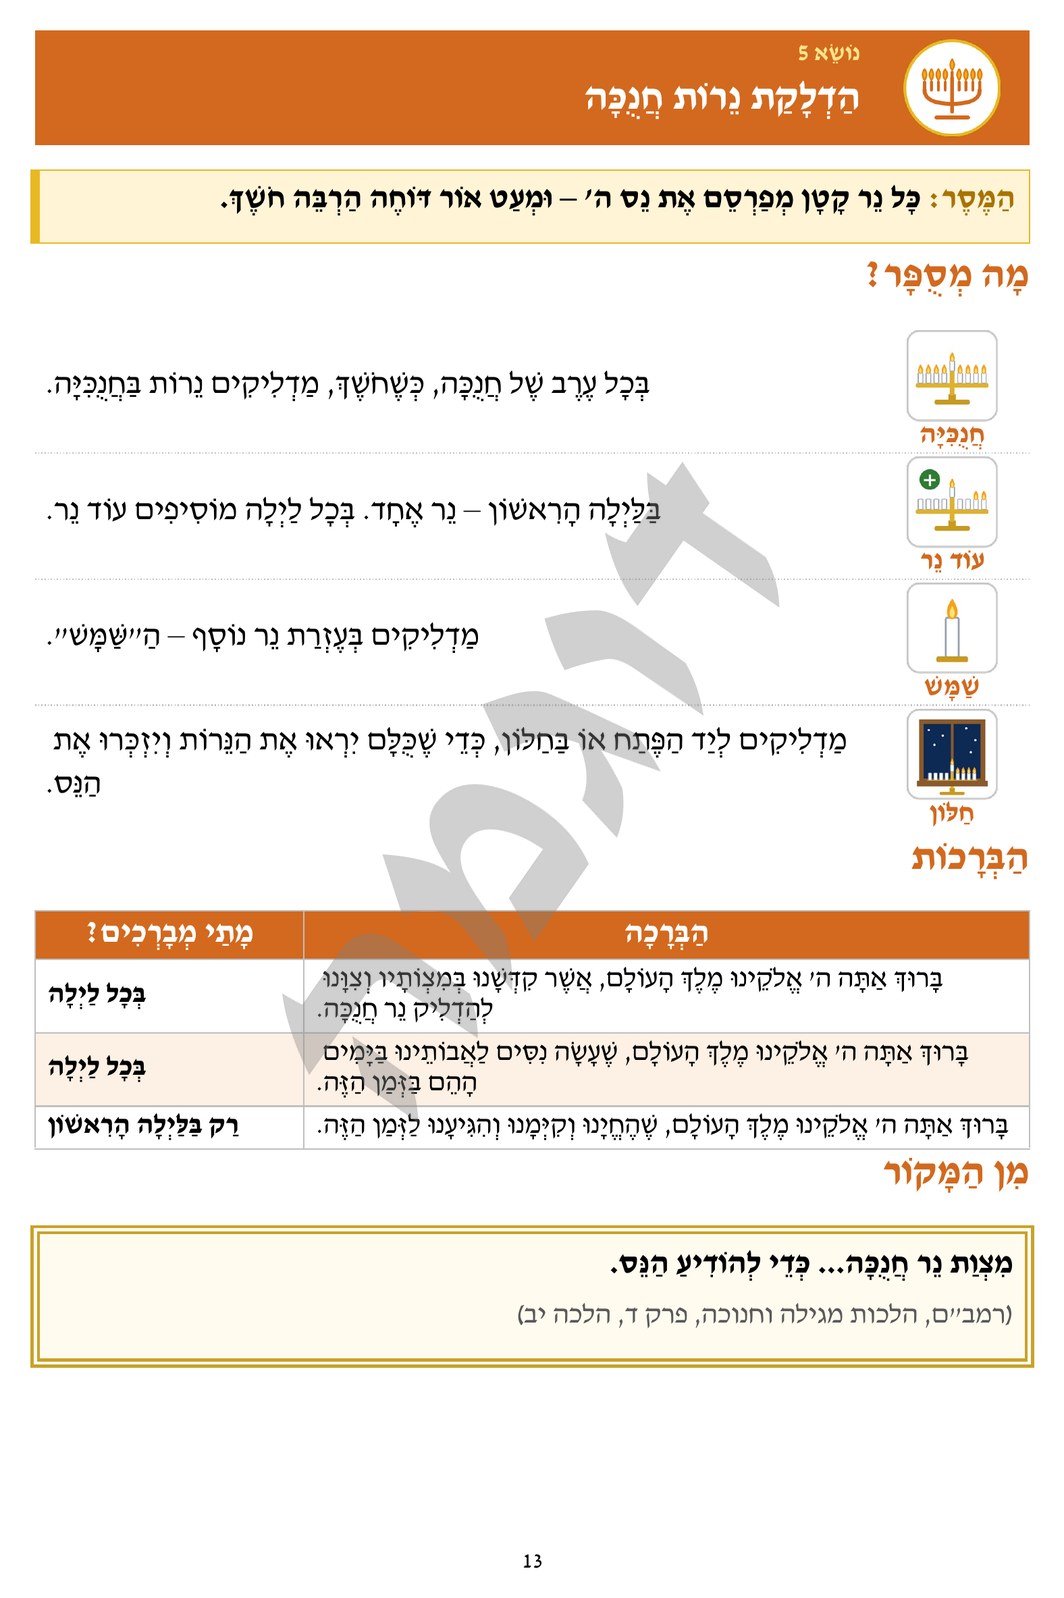 נוֹשֵׂא 5
הַדְלָקַת נֵרוֹת חֲנֻכָּה
הַמֶּסֶר: כָּל נֵר קָטָן מְפַרְסֵם אֶת נֵס ה׳ – וּמְעַט אוֹר דּוֹחֶה הַרְבֵּה חֹשֶׁךְ.
מָה מְסֻפָּר?
בְּכָל עֶרֶב שֶׁל חֲנֻכָּה, כְּשֶׁחֹשֶׁךְ, מַדְלִיקִים נֵרוֹת בַּחֲנֻכִּיָּה.
חֲנֻכִּיָּה
בַּלַּיְלָה הָרִאשׁוֹן – נֵר אֶחָד. בְּכָל לַיְלָה מוֹסִיפִים עוֹד נֵר.
עוֹד נֵר
מַדְלִיקִים בְּעֶזְרַת נֵר נוֹסָף – הַ״שַּׁמָּשׁ״.
שַׁמָּשׁ
מַדְלִיקִים לְיַד הַפֶּתַח אוֹ בַּחַלּוֹן, כְּדֵי שֶׁכֻּלָּם יִרְאוּ אֶת הַנֵּרוֹת וְיִזְכְּרוּ אֶת
הַנֵּס.
חַלּוֹן
הַבְּרָכוֹת
הַבְּרָכָה מָתַי מְבָרְכִים?
בָּרוּךְ אַתָּה ה׳ אֱלֹקֵינוּ מֶלֶךְ הָעוֹלָם, אֲשֶׁר קִדְּשָׁנוּ בְּמִצְוֹתָיו וְצִוָּנוּ
לְהַדְלִיק נֵר חֲנֻכָּה.
בְּכָל לַיְלָה
בָּרוּךְ אַתָּה ה׳ אֱלֹקֵינוּ מֶלֶךְ הָעוֹלָם, שֶׁעָשָׂה נִסִּים לַאֲבוֹתֵינוּ בַּיָּמִים
הָהֵם בַּזְּמַן הַזֶּה.
בְּכָל לַיְלָה
בָּרוּךְ אַתָּה ה׳ אֱלֹקֵינוּ מֶלֶךְ הָעוֹלָם, שֶׁהֶחֱיָנוּ וְקִיְּמָנוּ וְהִגִּיעָנוּ לַזְּמַן הַזֶּה. רַק בַּלַּיְלָה הָרִאשׁוֹן
מִן הַמָּקוֹר
מִצְוַת נֵר חֲנֻכָּה... כְּדֵי לְהוֹדִיעַ הַנֵּס.
(רמב״ם, הלכות מגילה וחנוכה, פרק ד, הלכה יב)
13
דוגמה